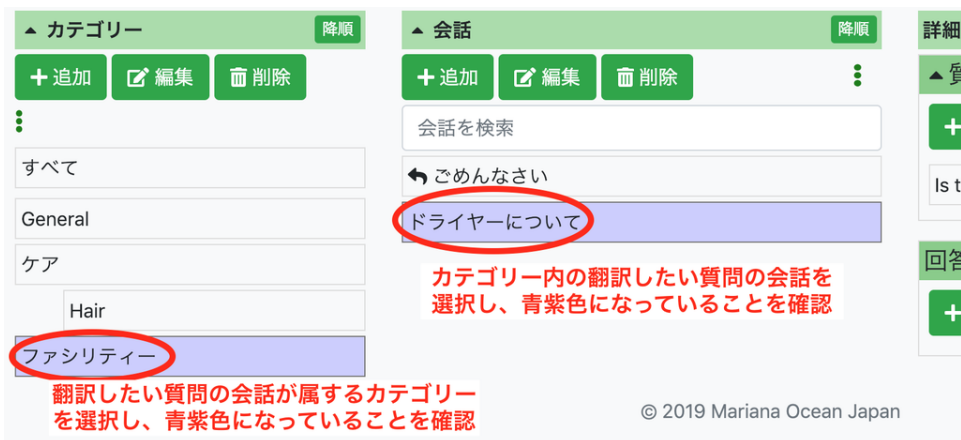 カテゴリー
降順
追加
編集
削除
すべて
General
ケア
Hair
ファシリティー
翻訳したい質問の会話が属するカテゴリー
を選択し、青紫色になっていることを確認
会話
降順
追加
編集
削除
会話を検索
ごめんなさい
ドライヤーについて
カテゴリー内の翻訳したい質問の会話を
選択し、青紫色になっていることを確認
© 2019 Mariana Ocean Japan
詳細
Is t